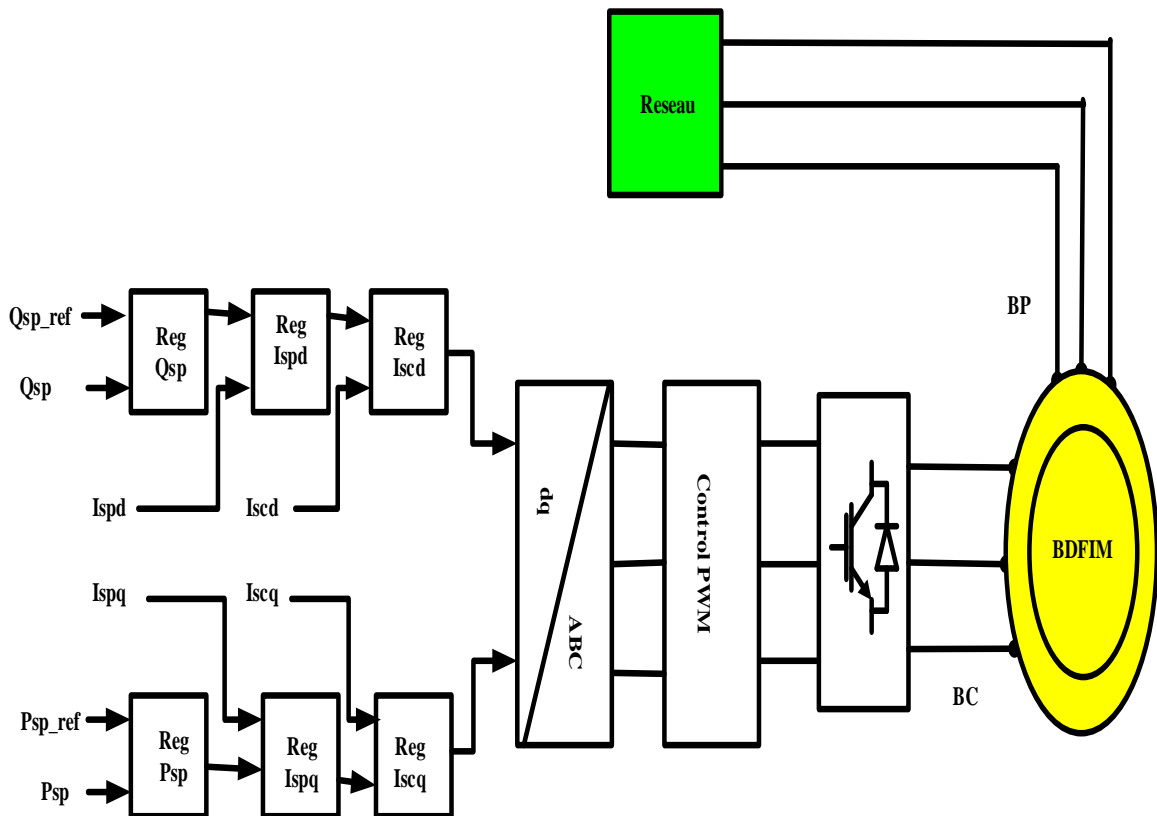 Reseau
BP
Qsp_ref
Qsp
Reg
Qsp
Reg
Ispd
Reg
Iscd
Ispd
Iscd
Ispq
Iscq
dq
ABC
Control PWM
BDFIM
BC
Psp_ref
Psp
Reg
Psp
Reg
Ispq
Reg
Iscq